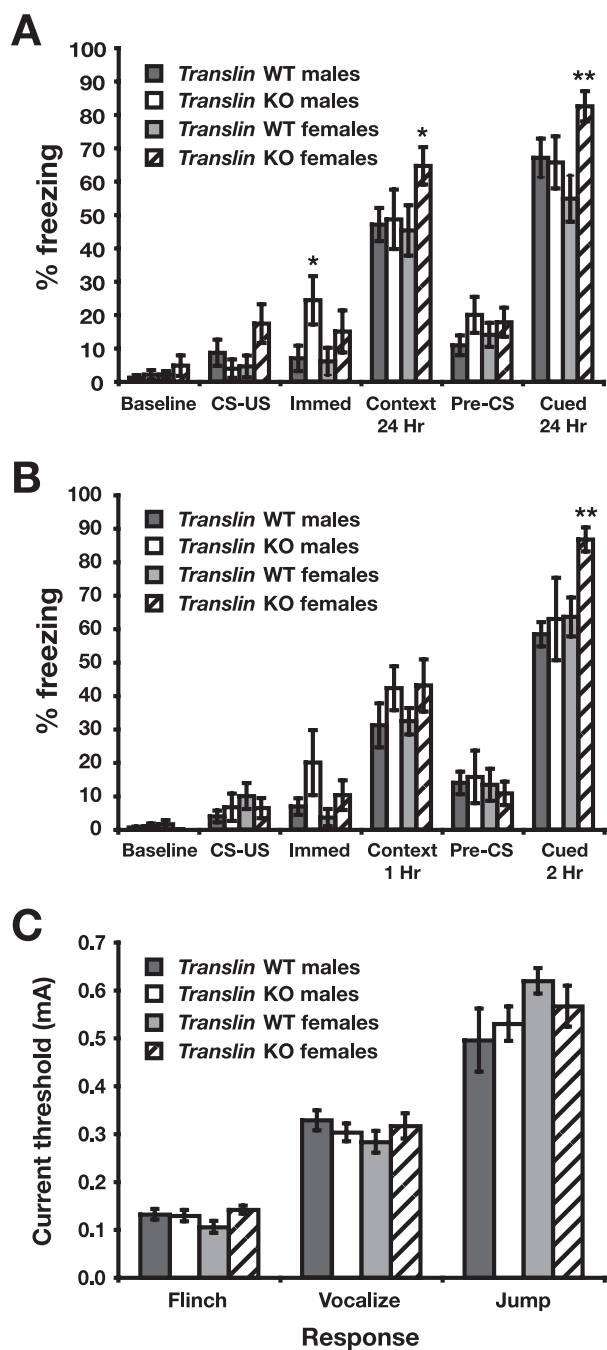 A
Translin WT males
Translin KO males
Translin WT females
Translin KO females
% freezing
100
90
80
70
60
50
40
30
20
10
0
*
*
**
Baseline CS-US Immed Context 24 Hr Pre-CS Cued 24 Hr
B
Translin WT males
Translin KO males
Translin WT females
Translin KO females
% freezing
100
90
80
70
60
50
40
30
20
10
0
**
Baseline CS-US Immed Context 1 Hr Pre-CS Cued 2 Hr
C
Translin WT males
Translin KO males
Translin WT females
Translin KO females
Current threshold (mA)
0.7
0.6
0.5
0.4
0.3
0.2
0.1
0.0
Flinch Vocalize Jump
Response